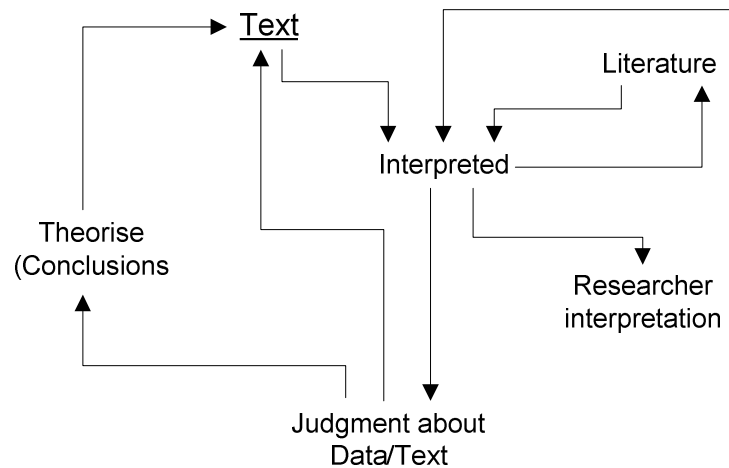 Text
Literature
Interpreted
Theorise
(Conclusions
Researcher
interpretation
Judgment about
Data/Text